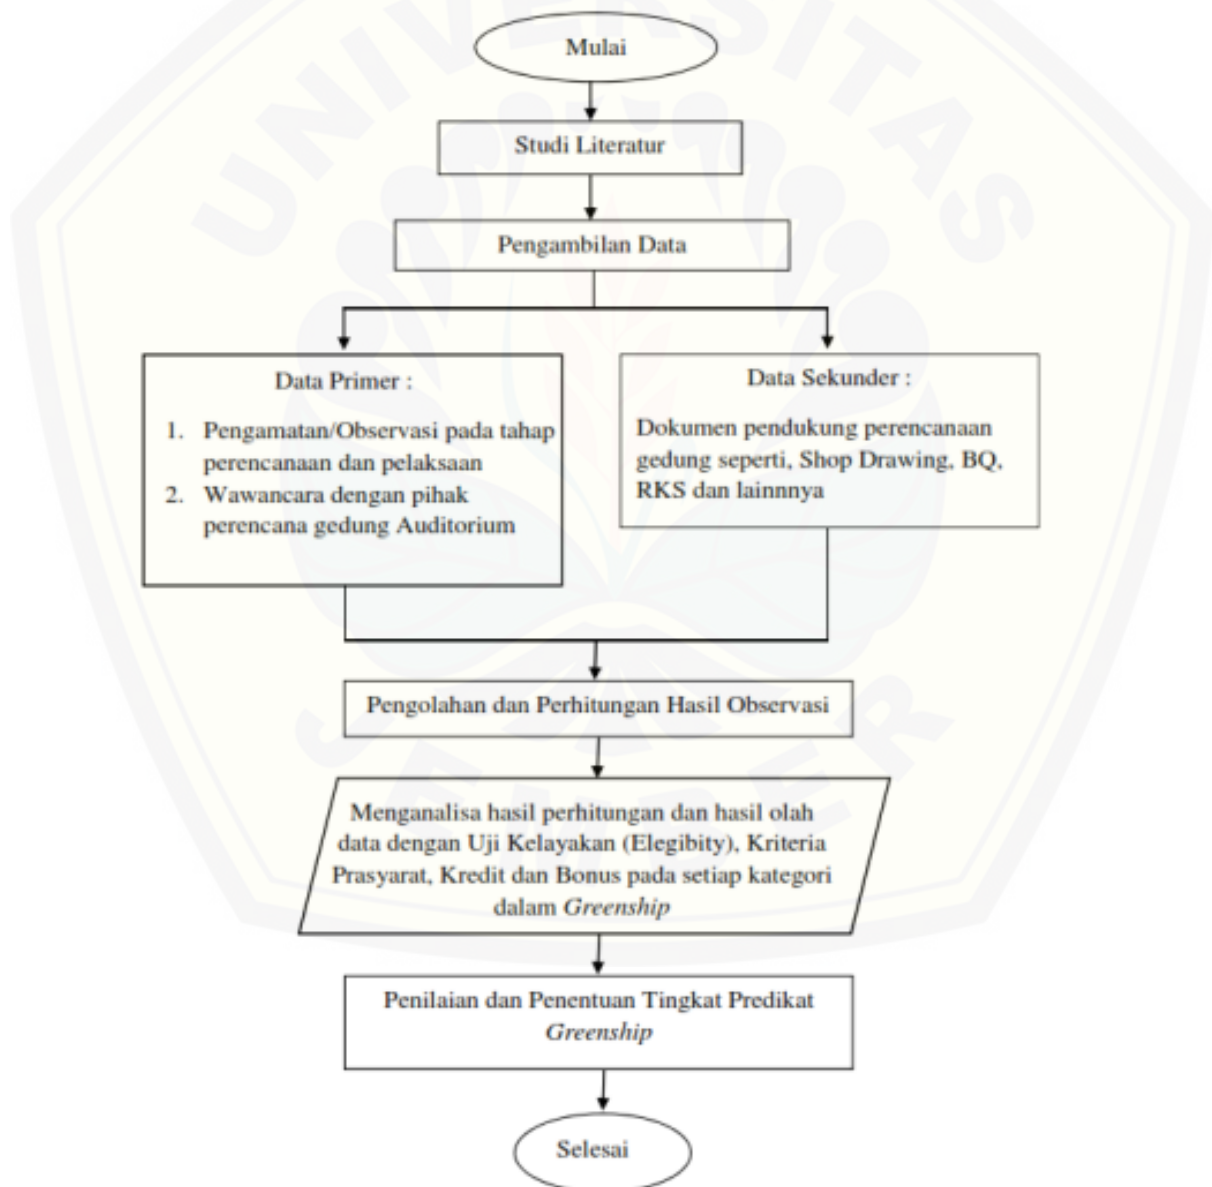 UNIVERSITAS
Mulai
Studi Literatur
Pengambilan Data
Data Primer :
1. Pengamatan/Observasi pada tahap
perencanaan dan pelaksaan
2. Wawancara dengan pihak
perencana gedung Auditorium
Data Sekunder :
Dokumen pendukung perencanaan
gedung seperti, Shop Drawing, BQ,
RKS dan lainnnya
Pengolahan dan Perhitungan Hasil Observasi
JEMBER
Menganalisa hasil perhitungan dan hasil olah
data dengan Uji Kelayakan (Elegibity), Kriteria
Prasyarat, Kredit dan Bonus pada setiap kategori
dalam Greenship
Penilaian dan Penentuan Tingkat Predikat
Greenship
Selesai